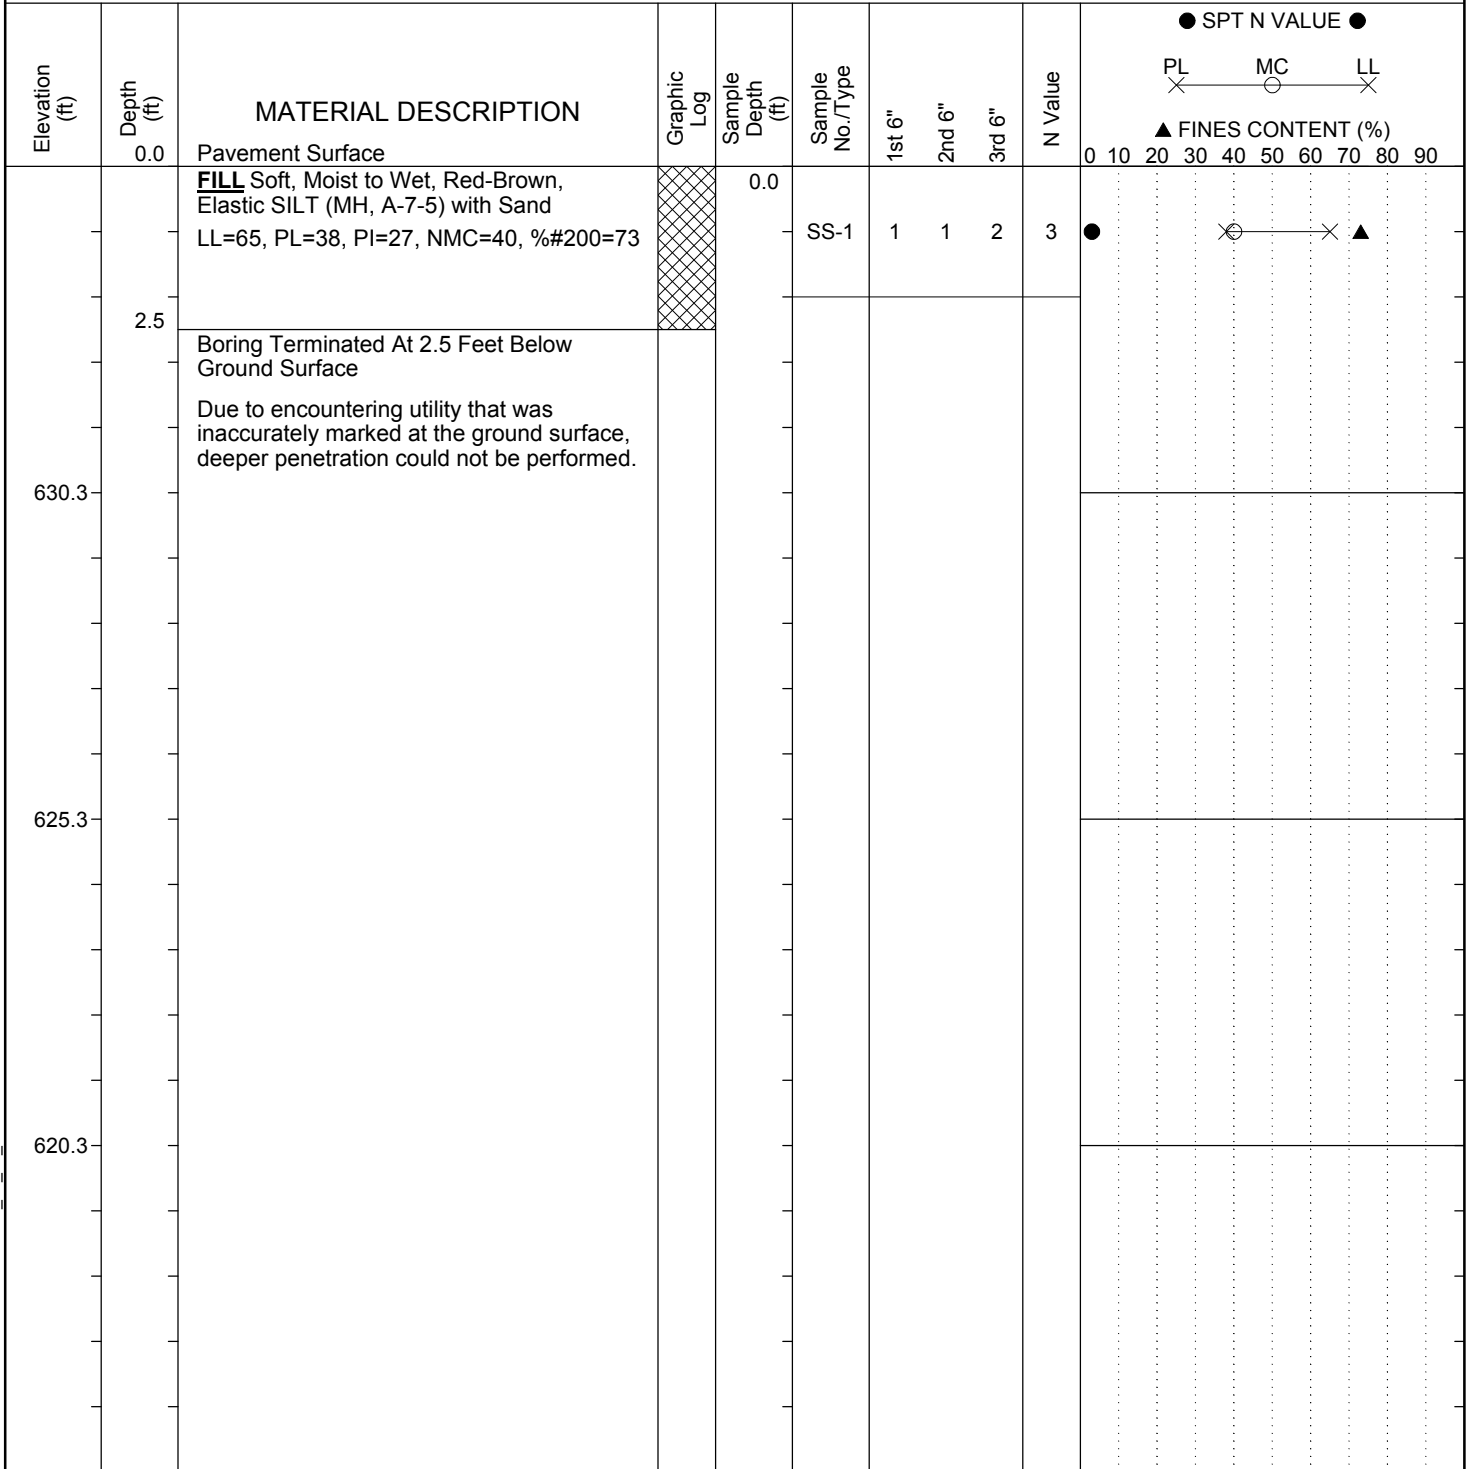 ● SPT N VALUE ●
PL MC LL
▲ FINES CONTENT (%)
0 10 20 30 40 50 60 70 80 90
Elevation
(ft)
Depth
(ft)
MATERIAL DESCRIPTION
Graphic
Log
Sample
Depth
(ft)
Sample
No./Type
1st 6"
2nd 6"
3rd 6"
N Value
0.0 Pavement Surface
FILL Soft, Moist to Wet, Red-Brown,
Elastic SILT (MH, A-7-5) with Sand
LL=65, PL=38, PI=27, NMC=40, %#200=73
0.0
SS-1 1 1 2 3
2.5
Boring Terminated At 2.5 Feet Below
Ground Surface
Due to encountering utility that was
inaccurately marked at the ground surface,
deeper penetration could not be performed.
630.3
625.3
620.3